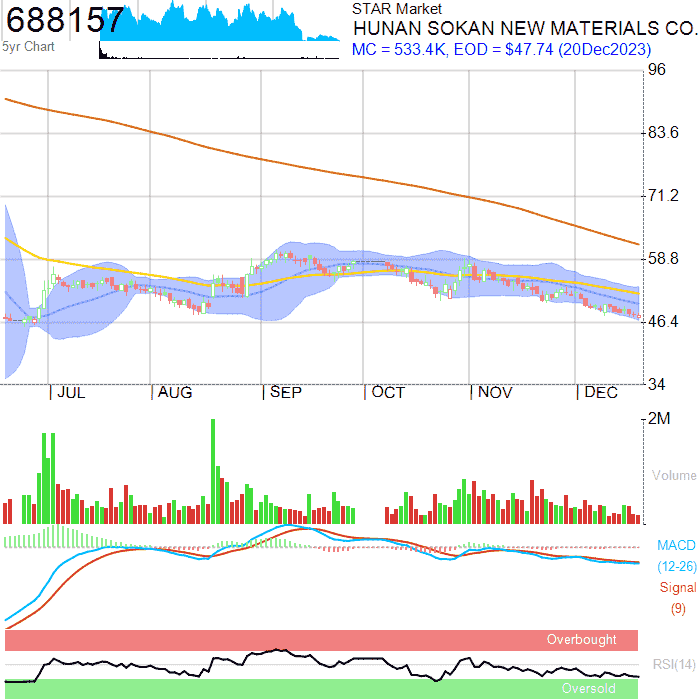 688157
5yr Chart
STAR Market
HUNAN SOKAN NEW MATERIALS CO.
MC = 533.4K, EOD = $47.74 (20Dec2023)
96
83.6
71.2
58.8
46.4
34
JUL AUG SEP OCT NOV DEC
2M
Volume
MACD
(12-26)
Signal
(9)
Overbought
RSI(14)
Oversold